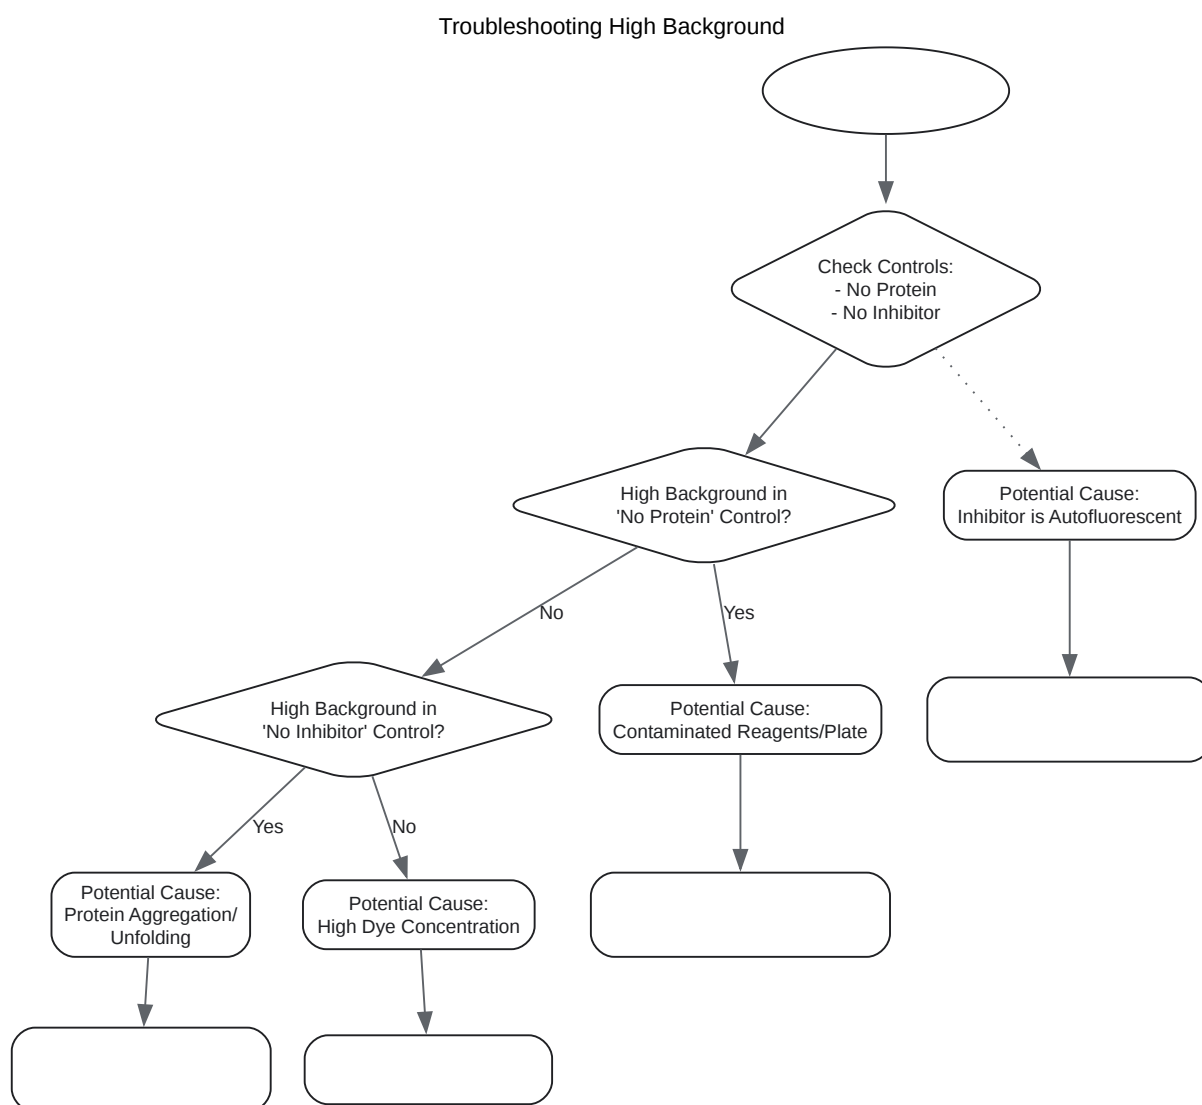 Troubleshooting High Background
Check Controls:
- No Protein
- No Inhibitor
High Background in
'No Protein' Control?
Potential Cause:
Inhibitor is Autofluorescent
No
Yes
High Background in
'No Inhibitor' Control?
Potential Cause:
Contaminated Reagents/Plate
Yes
No
Potential Cause:
Protein Aggregation/
Unfolding
Potential Cause:
High Dye Concentration